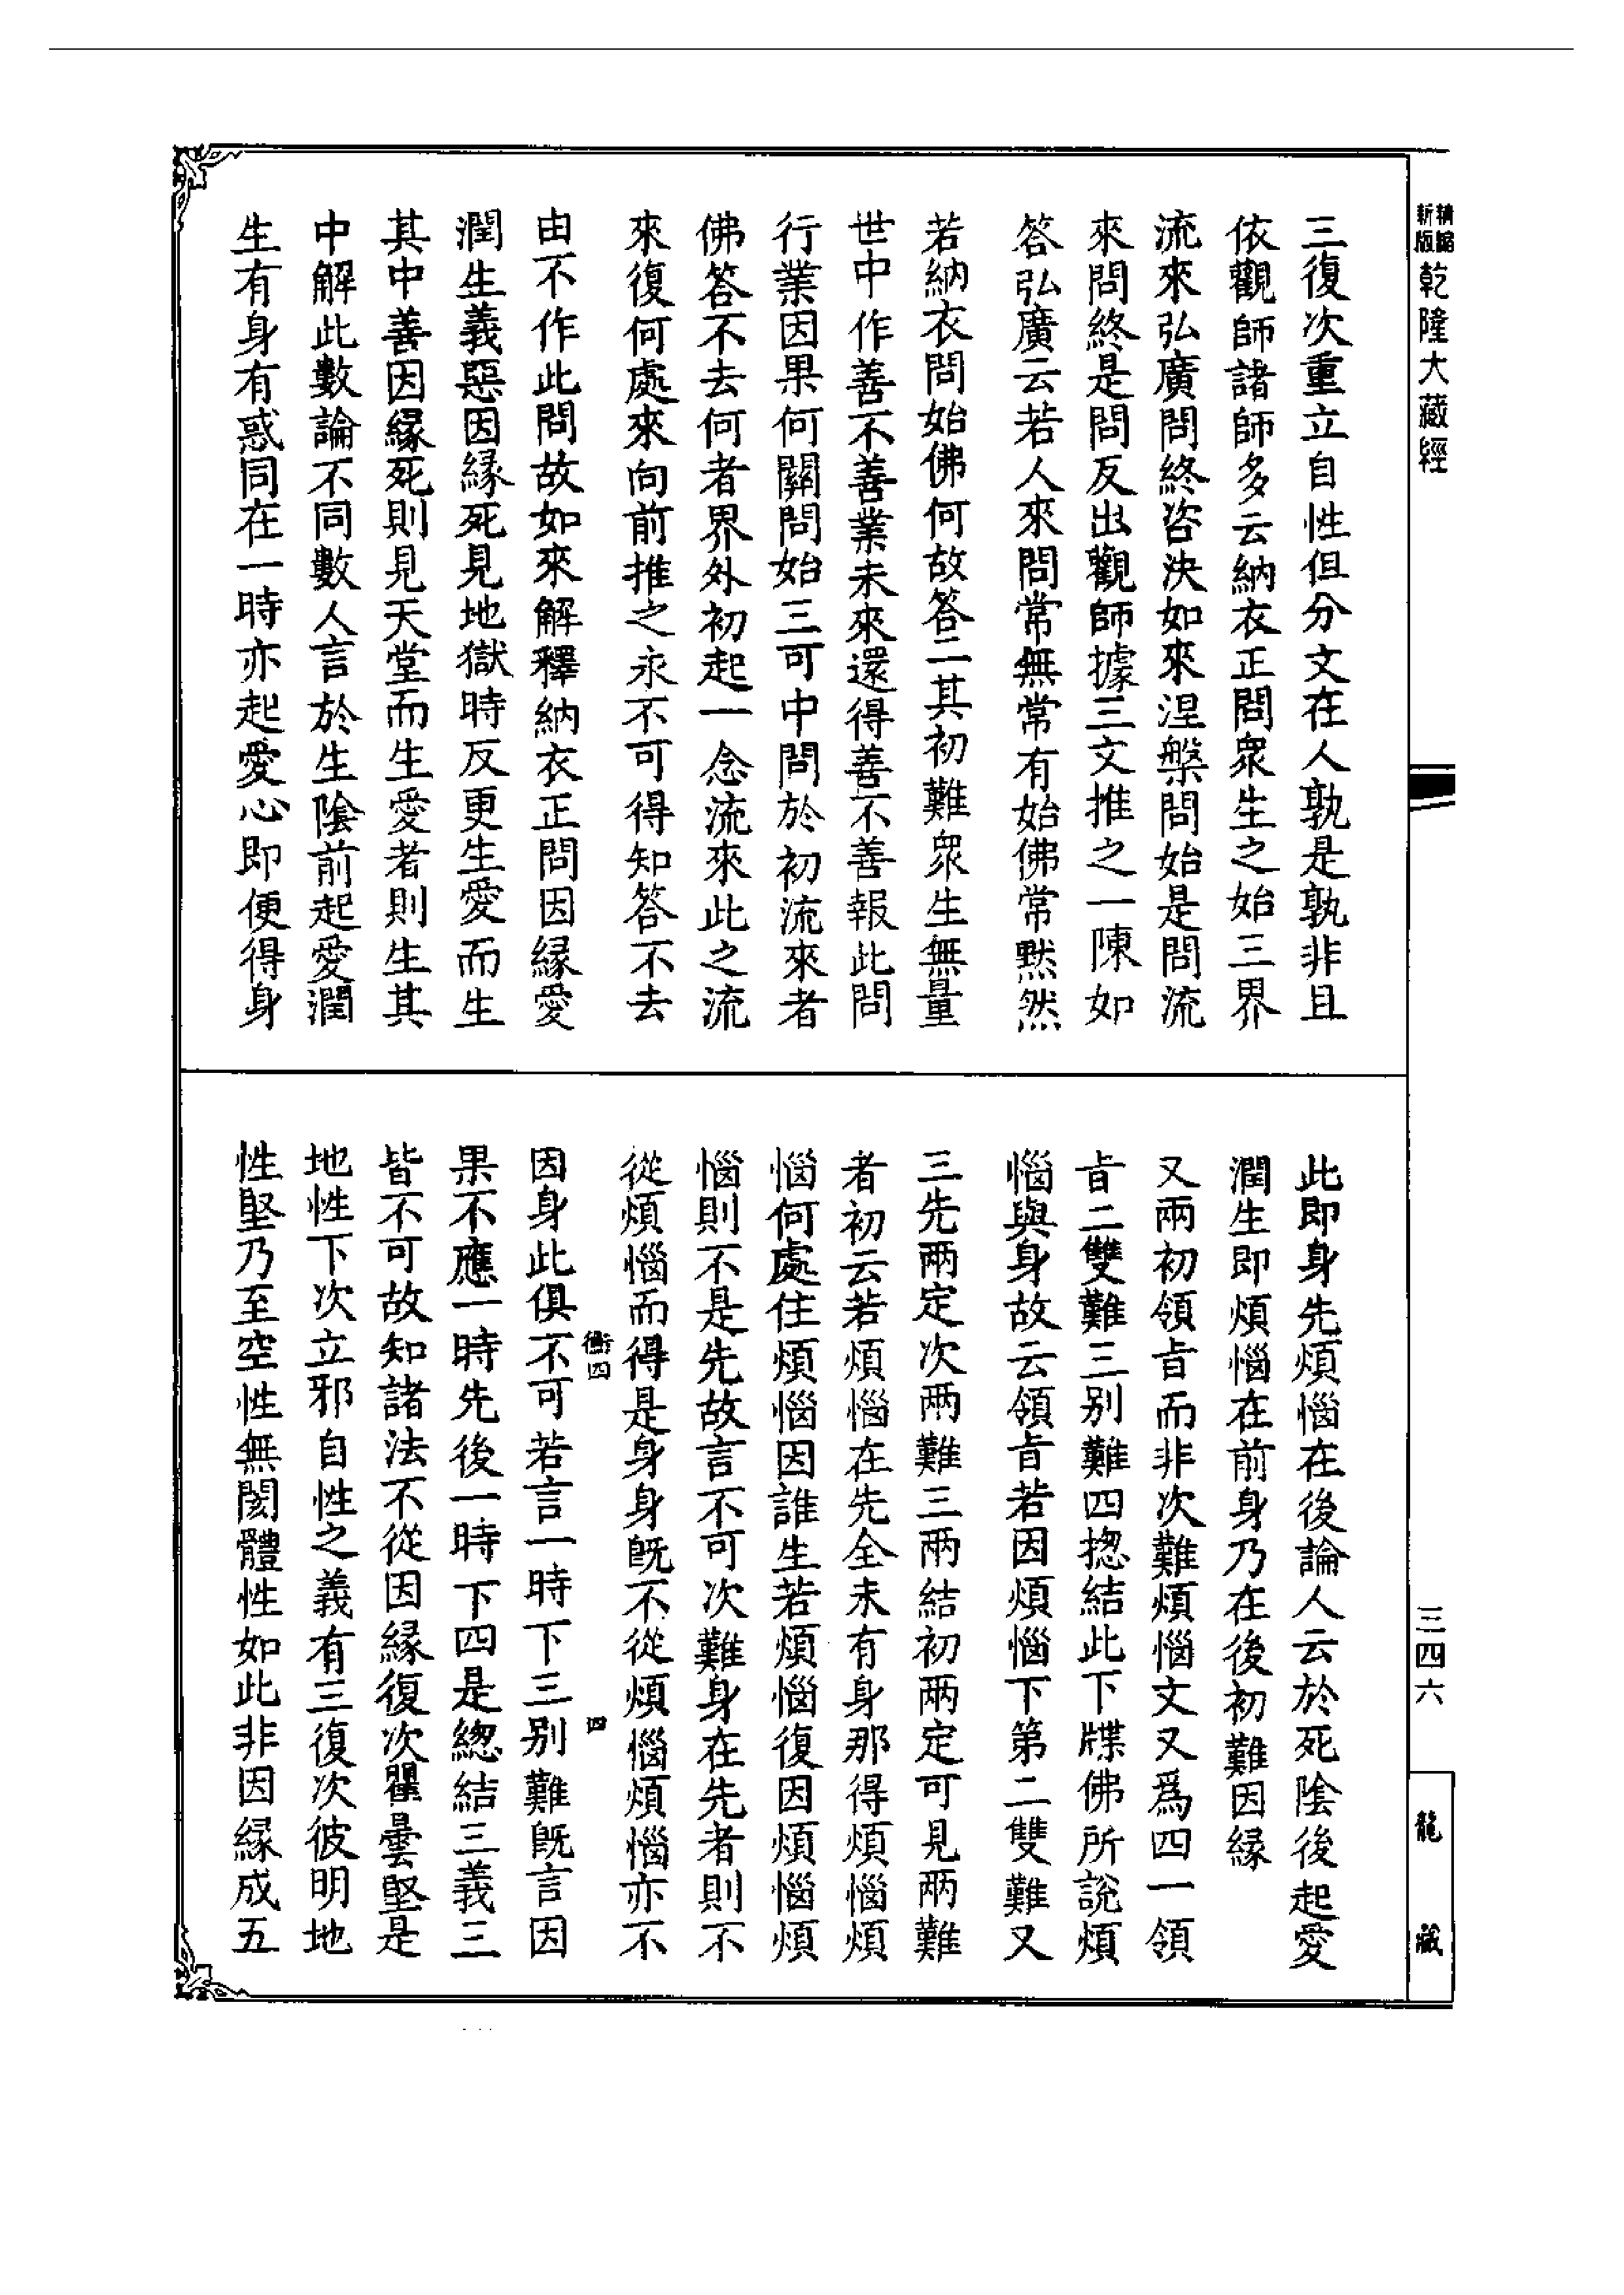 新版
精縮
乾隆大藏經
三四六
龍藏
三復次重立自性但分文在人孰是孰非且
依觀師諸師多云納衣正問衆生之始三界
流來弘廣問終咨決如來涅槃問始是問流
來問終是問反出觀師據三文推之一陳如
答弘廣云若人來問常無常有始佛常黙然
若納衣問始佛何故答二其初難衆生無量
世中作善不善業未來還得善不善報此問
行業因果何關問始三可中問於初流來者
佛答不去何者界外初起一念流來此之流
來復何處來向前推之永不可得知答不去
由不作此問故如來解釋納衣正問因緣愛
潤生義惡因緣死見地獄時反更生愛而生
其中善因緣死則見天堂而生愛者則生其
中解此數論不同數人言於生陰前起愛潤
生有身有惑同在一時亦起愛心即便得身
此即身先煩惱在後論人云於死陰後起愛
潤生即煩惱在前身乃在後初難因緣
又兩初領旨而非次難煩惱文又爲四一領
旨二雙難三别難四揔結此下牒佛所說煩
惱與身故云領旨若因煩惱下第二雙難又
三先兩定次兩難三兩結初兩定可見兩難
者初云若煩惱在先全未有身那得煩惱煩
惱何處住煩惱因誰生若煩惱復因煩惱煩
惱則不是先故言不可次難身在先者則不
從煩惱而得是身身旣不從煩惱煩惱亦不
衝四
四
因身此俱不可若言一時下三别難旣言因
果不應一時先後一時下四是總結三義三
皆不可故知諸法不從因緣復次瞿曇堅是
地性下次立邪自性之義有三復次彼明地
性堅乃至空性無閡體性如此非因緣成五